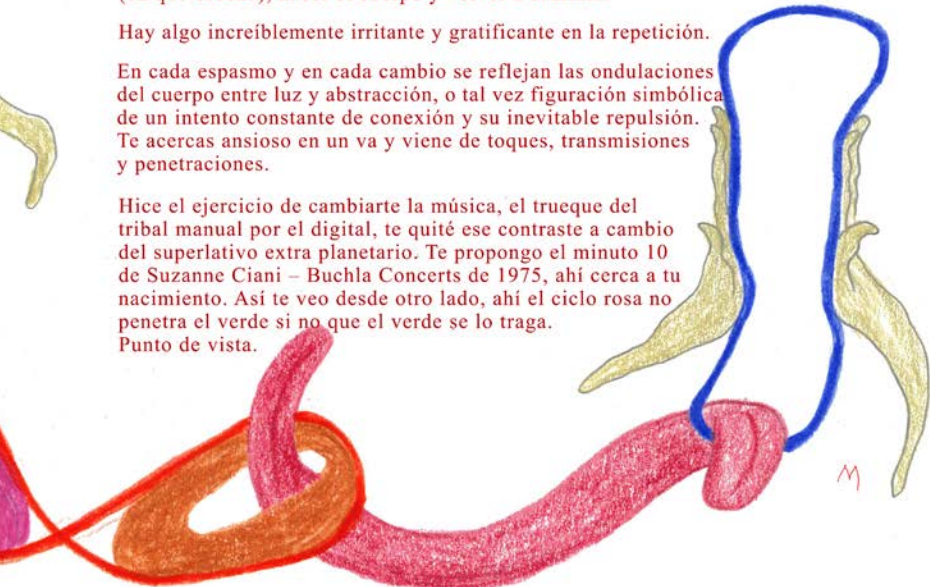 Hay algo increíblemente irritante y gratificante en la repetición.
En cada espasmo y en cada cambio se reflejan las ondulaciones
del cuerpo entre luz y abstracción, o tal vez figuración simbólica
de un intento constante de conexión y su inevitable repulsión.
Te acercas ansioso en un va y viene de toques, transmisiones
y penetraciones.
Hice el ejercicio de cambiarte la música, el trueque del
tribal manual por el digital, te quité ese contraste a cambio
del superlativo extra planetario. Te propongo el minuto 10
de Suzanne Ciani – Buchla Concerts de 1975, ahí cerca a tu
nacimiento. Así te veo desde otro lado, ahí el ciclo rosa no
penetra el verde si no que el verde se lo traga.
Punto de vista.
M